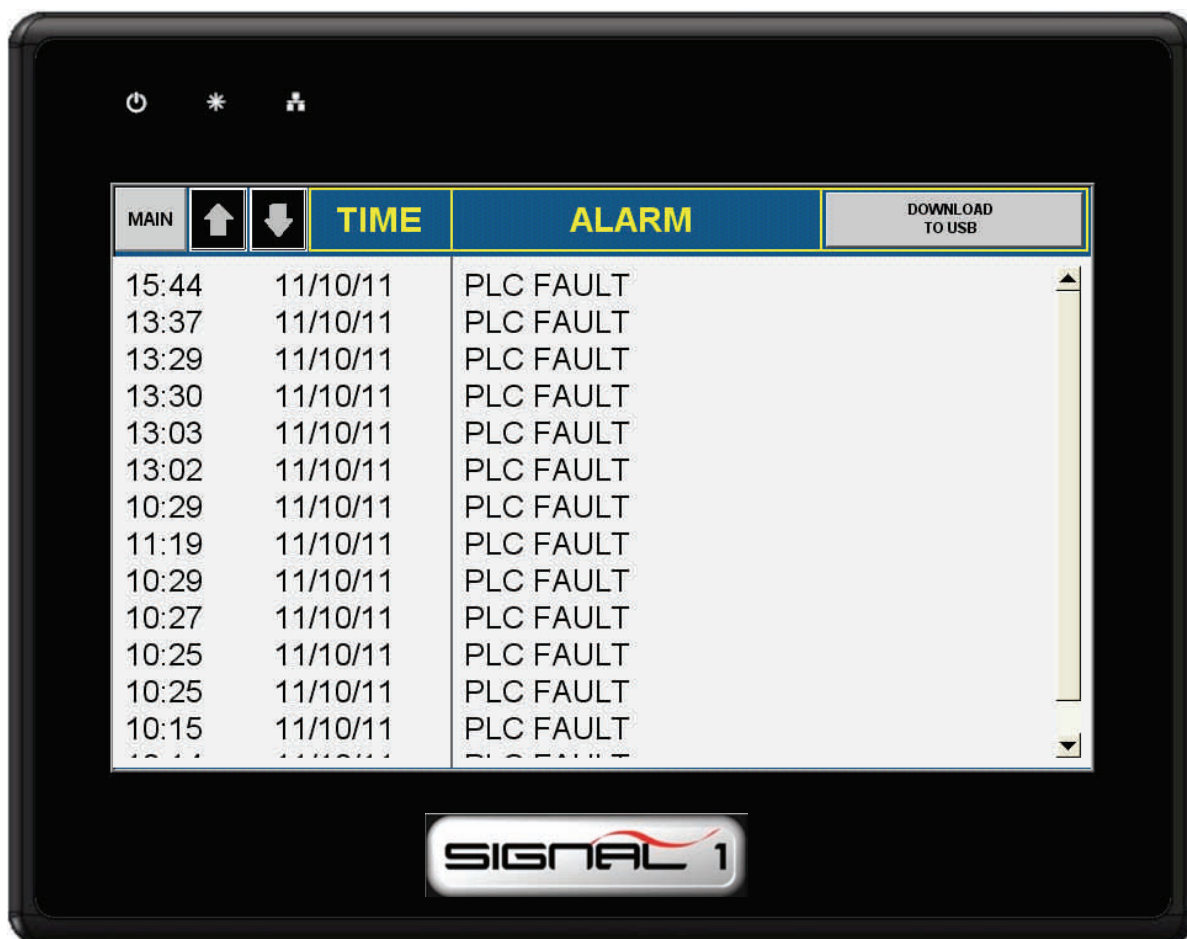 MAIN TIME ALARM DOWNLOAD
TO USB
15:44 11/10/11 PLC FAULT
13:37 11/10/11 PLC FAULT
13:29 11/10/11 PLC FAULT
13:30 11/10/11 PLC FAULT
13:03 11/10/11 PLC FAULT
13:02 11/10/11 PLC FAULT
10:29 11/10/11 PLC FAULT
11:19 11/10/11 PLC FAULT
10:29 11/10/11 PLC FAULT
10:27 11/10/11 PLC FAULT
10:25 11/10/11 PLC FAULT
10:25 11/10/11 PLC FAULT
10:15 11/10/11 PLC FAULT
SIGNAL 1